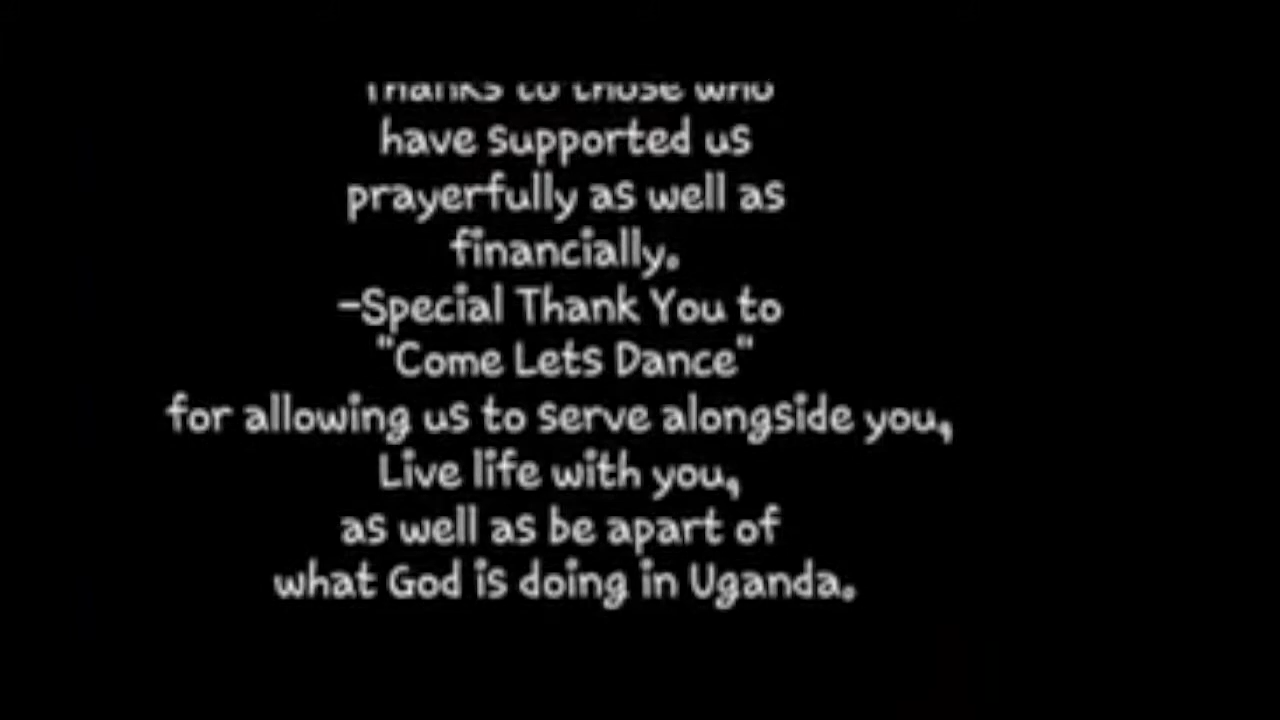 Thanks to those who
have supported us
prayerfully as well as
financially.
-Special Thank You to
"Come Lets Dance"
for allowing us to serve alongside you,
Live life with you,
as well as be apart of
what God is doing in Uganda.